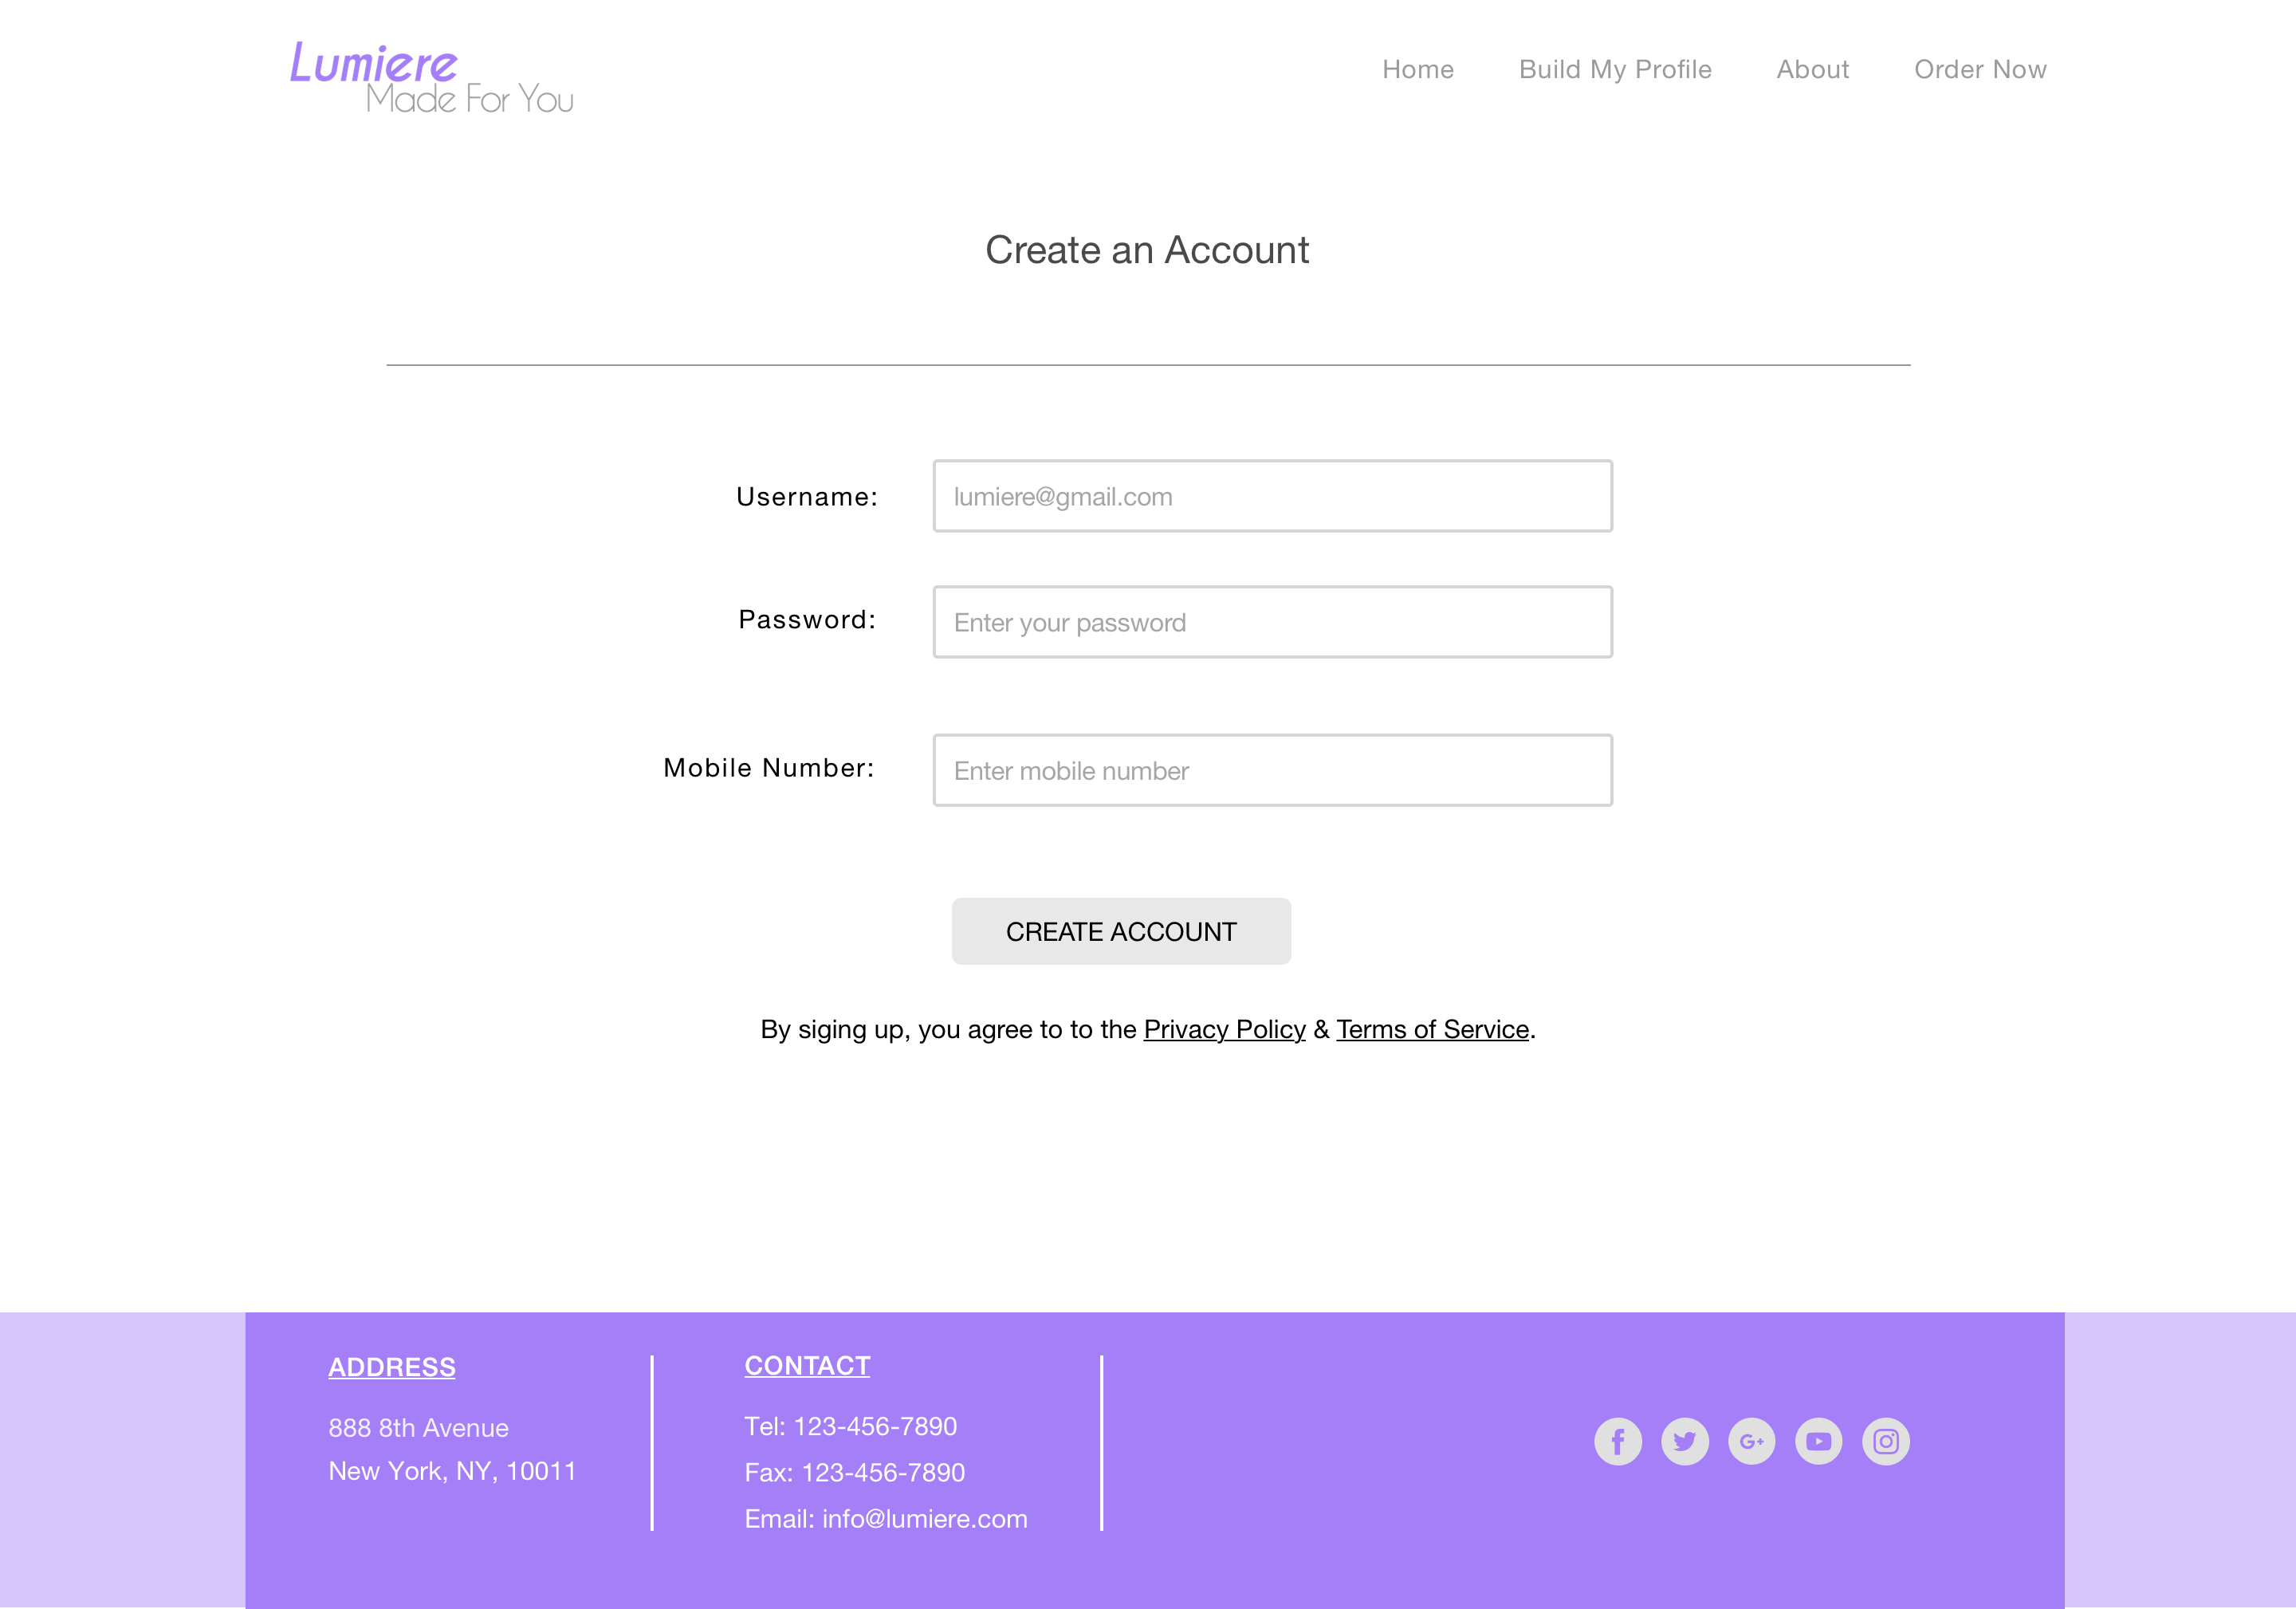 Lumiere
Made For You
Home Build My Profile About Order Now
Create an Account
Username: lumiere@gmail.com
Password: Enter your password
Mobile Number: Enter mobile number
CREATE ACCOUNT
By siging up, you agree to to the Privacy Policy & Terms of Service.
ADDRESS
888 8th Avenue
New York, NY, 10011
CONTACT
Tel: 123-456-7890
Fax: 123-456-7890
Email: info@lumiere.com